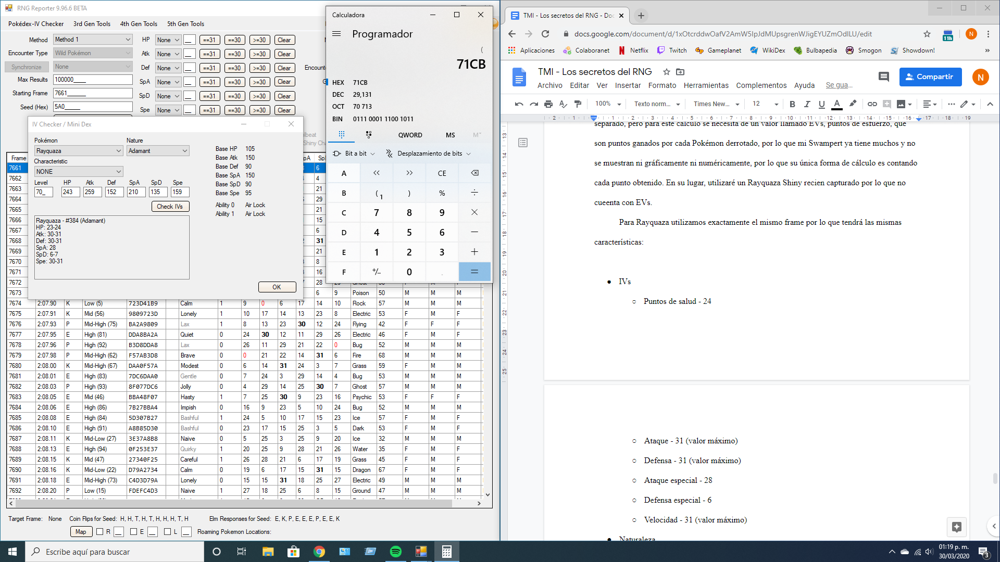 RNG Reporter 9.96.6 BETA
Pokédex-IV Checker 3rd Gen Tools 4th Gen Tools 5th Gen Tools
Method Method 1 HP None __ ==31 ==30 >=30 Clear
Encounter Type Wild Pokémon Atk None __ ==31 ==30 >=30 Clear
Synchronize None Def None __ ==31 ==30 >=30 Clear
Max Results 100000____ SpA None __ ==31 ==30 >=30 Clear
Starting Frame 7661______ SpD None __ ==31 ==30 >=30 Clear
Seed (Hex) 5A0_____ Spe None __ ==31 ==30 >=30 Clear
IV Checker / Mini Dex
Pokémon Nature
Rayquaza Adamant
Characteristic
NONE
Level HP Atk Def SpA SpD Spe
70_ 243 259 152 210 135 159
Check IVs
Rayquaza - #384 (Adamant)
HP: 23-24
Atk: 30-31
Def: 30-31
SpA: 28
SpD: 6-7
Spe: 30-31
Base HP 105
Base Atk 150
Base Def 90
Base SpA 150
Base SpD 90
Base Spe 95
Ability 0 Air Lock
Ability 1 Air Lock
OK
Frame
7661 6
7662 4
7663 21
7664 29
7665 21
7666 15
7667 6
7668 31
7669 21
7670 8
7671 16
7672 28
7673 6 9 Poison 50 M M M
7674 2:07.90 K Low (5) 723D41B9 Calm 1 9 0 6 17 14 10 Rock 57 M M M
7675 2:07.91 K Mid (56) 9809723D Lonely 1 10 17 14 13 23 8 Electric 53 F M F
7676 2:07.93 P Mid-High (75) BA2A9809 Lax 1 8 13 23 30 12 24 Flying 42 F F F
7677 2:07.95 E High (81) DDA8BA2A Quiet 0 24 30 12 11 29 26 Electric 46 F M F
7678 2:07.96 P High (92) B3D8DDA8 Lax 0 26 11 29 21 22 0 Bug 52 M M M
7679 2:07.98 P Mid-High (62) F57AB3D8 Brave 0 0 21 22 14 31 6 Fire 68 M M M
7680 2:08.00 K Mid-High (67) DAA0F57A Modest 0 6 14 31 24 3 7 Grass 59 F M F
7681 2:08.01 E High (83) 7DC6DAA0 Gentle 0 7 24 3 29 14 4 Bug 53 M M M
7682 2:08.03 P High (93) 8F077DC6 Jolly 0 4 29 14 25 30 7 Ghost 57 M M M
7683 2:08.05 E Mid (46) BBA48F07 Hasty 1 7 25 30 9 23 16 Psychic 53 F F F
7684 2:08.06 E High (86) 7B27BBA4 Impish 0 16 9 23 5 10 24 Bug 52 M M M
7685 2:08.08 E High (84) 5D307B27 Bashful 1 24 5 10 17 15 23 Ice 57 F M F
7686 2:08.10 E High (91) A8B85D30 Bashful 0 23 17 15 25 3 5 Dark 53 F M F
7687 2:08.11 K Mid-Low (27) 3E37A8B8 Naive 0 5 25 3 25 9 20 Ice 32 M M M
7688 2:08.13 E High (94) 0F253E37 Quirky 1 20 25 9 28 21 26 Water 35 F M F
7689 2:08.15 K Mid (47) 27340F25 Careful 1 26 28 21 6 17 19 Grass 45 F M F
7690 2:08.16 K Mid-Low (22) D79A2734 Calm 0 19 6 17 15 31 15 Dragon 67 F M F
7691 2:08.18 E Mid-High (73) C4D3D79A Lonely 0 15 15 31 18 25 27 Electric 49 M M M
7692 2:08.20 P Low (15) FDEFC4D3 Naive 1 27 18 25 6 8 15 Ground 47 M M M
Target Frame: None Coin Flips for Seed: H, H, T, H, T, H, H, H, T, H Elm Responses for Seed: E, K, P, E, E, E, P, E, E, K
Map R __ E __ L __ Roaming Pokemon Locations:
Calculadora
Programador
(
71CB
HEX 71CB
DEC 29,131
OCT 70 713
BIN 0111 0001 1100 1011
QWORD MS M˅
Bit a bit Desplazamiento de bits
A << >> CE
B (1 ) % ÷
C 7 8 9 ×
D 4 5 6 −
E 1 2 3 +
F +/− 0 . =
TMI - Los secretos del RNG - Doc
docs.google.com/document/d/1xOtcrddwOafV2AmW5IpJdMUpsgrenWJigEYUZmOdILU/edit
11h
N
Aplicaciones Colaboranet Netflix Twitch Gameplanet WikiDex Bulbapedia Smogon Showdown! »
TMI - Los secretos del RNG
Archivo Editar Ver Insertar Formato Herramientas Complementos Ayuda Se gua...
Compartir
N
100% Texto norm... Times New... 12 B I U A
2 1 1 2 3 4 5 6 7 8 9 10 11 12 13 14 15 16 17 18 19
separado, pero para este cálculo se necesita de un valor llamado EVs, puntos de esfuerzo, que
son puntos ganados por cada Pokémon derrotado, por lo que mi Swampert ya tiene muchos y no
se muestran ni gráficamente ni numéricamente, por lo que su única forma de cálculo es contando
cada punto obtenido. En su lugar, utilizaré un Rayquaza Shiny recien capturado por lo que no
cueenta con EVs.
Para Rayquaza utilizamos exactamente el mismo frame por lo que tendrá las mismas
características:
● IVs
○ Puntos de salud - 24
○ Ataque - 31 (valor máximo)
○ Defensa - 31 (valor máximo)
○ Ataque especial - 28
○ Defensa especial - 6
○ Velocidad - 31 (valor máximo)
● Naturaleza
Escribe aquí para buscar
01:19 p. m.
30/03/2020
3